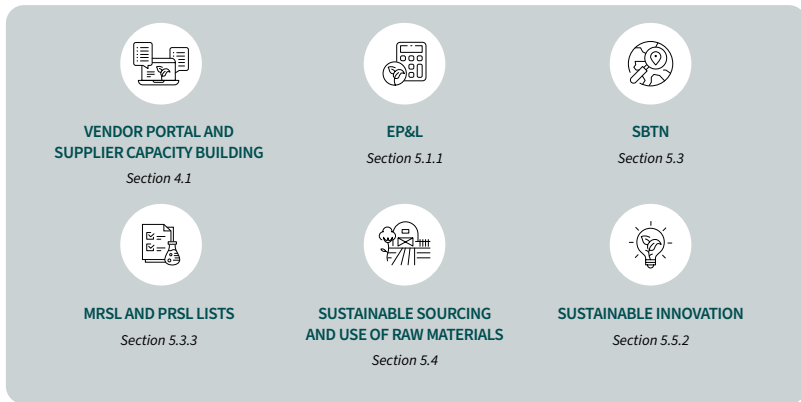 VENDOR PORTAL AND
SUPPLIER CAPACITY BUILDING
Section 4.1
EP&L
Section 5.1.1
SBTN
Section 5.3
MRSL AND PRSL LISTS
Section 5.3.3
SUSTAINABLE SOURCING
AND USE OF RAW MATERIALS
Section 5.4
SUSTAINABLE INNOVATION
Section 5.5.2